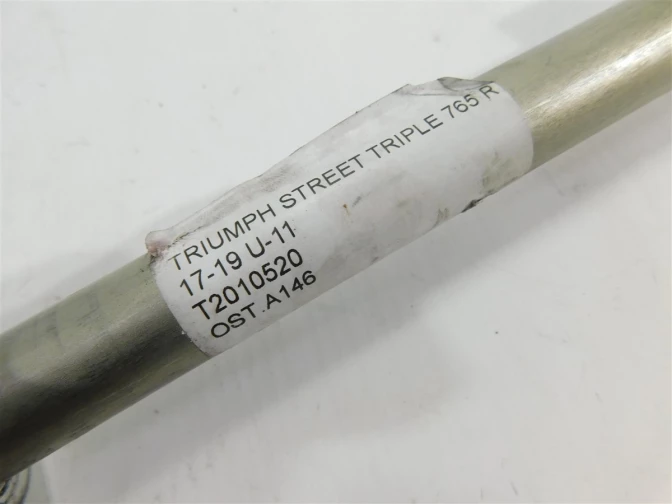 TRIUMPH STREET TRIPLE 765 R
17-19 U-11
T2010520
OST.A146